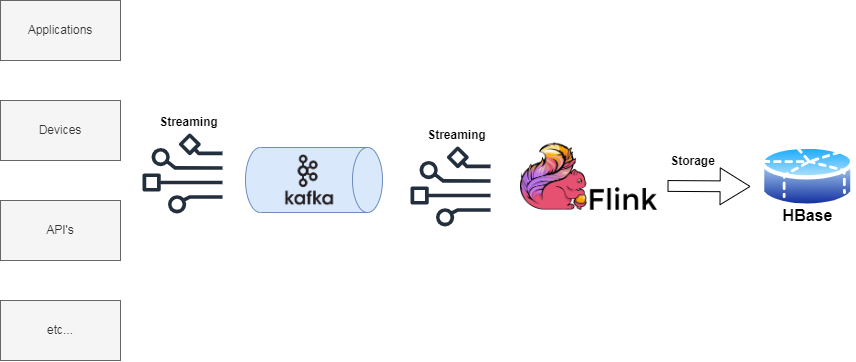 Applications
Devices
API's
etc...
Streaming
kafka
Streaming
Flink
Storage
HBase